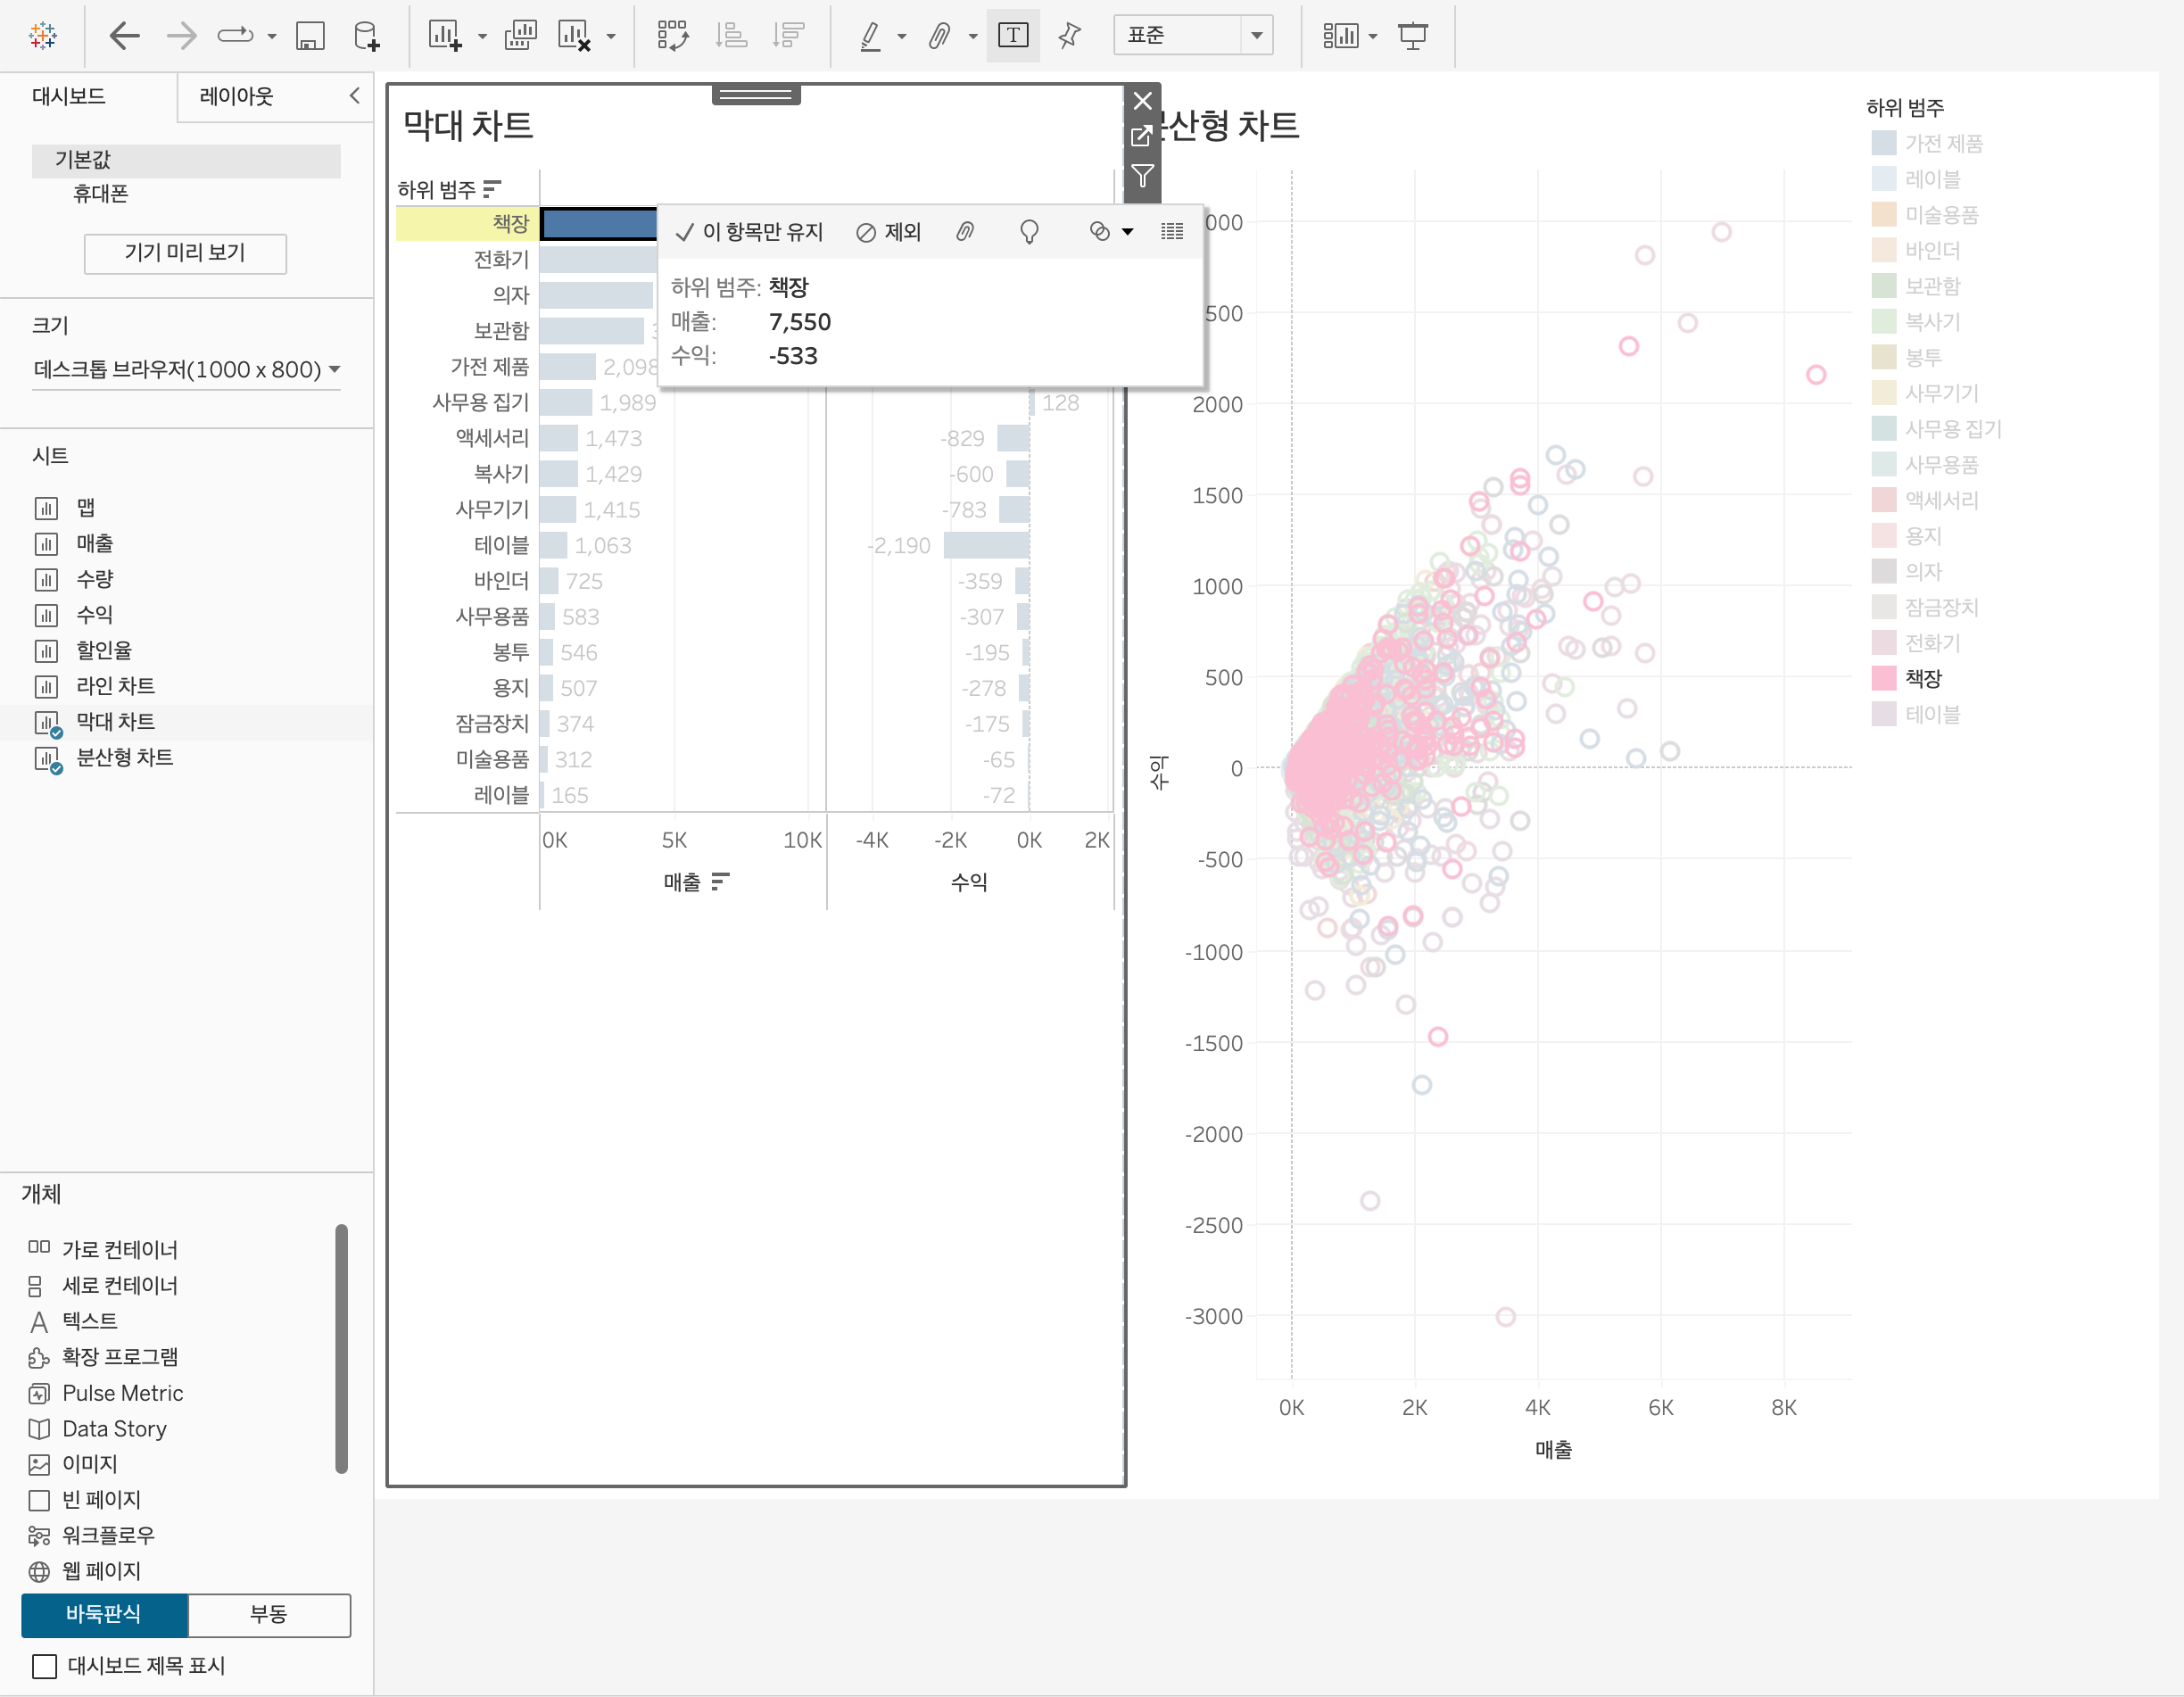 표준
대시보드
레이아웃
기본값
휴대폰
기기 미리 보기
크기
데스크톱 브라우저(1000 x 800)
시트
맵
매출
수량
수익
할인율
라인 차트
막대 차트
분산형 차트
개체
가로 컨테이너
세로 컨테이너
텍스트
확장 프로그램
Pulse Metric
Data Story
이미지
빈 페이지
워크플로우
웹 페이지
바둑판식
부동
대시보드 제목 표시
막대 차트
하위 범주
책장
전화기
의자
보관함
가전 제품 2,098
사무용 집기 1,989 128
액세서리 1,473 -829
복사기 1,429 -600
사무기기 1,415 -783
테이블 1,063 -2,190
바인더 725 -359
사무용품 583 -307
봉투 546 -195
용지 507 -278
잠금장치 374 -175
미술용품 312 -65
레이블 165 -72
0K 5K 10K -4K -2K 0K 2K
매출 수익
이 항목만 유지 제외
하위 범주: 책장
매출: 7,550
수익: -533
분산형 차트
000
500
2000
1500
1000
500
0
-500
-1000
-1500
-2000
-2500
-3000
수익
0K 2K 4K 6K 8K
매출
하위 범주
가전 제품
레이블
미술용품
바인더
보관함
복사기
봉투
사무기기
사무용 집기
사무용품
액세서리
용지
의자
잠금장치
전화기
책장
테이블